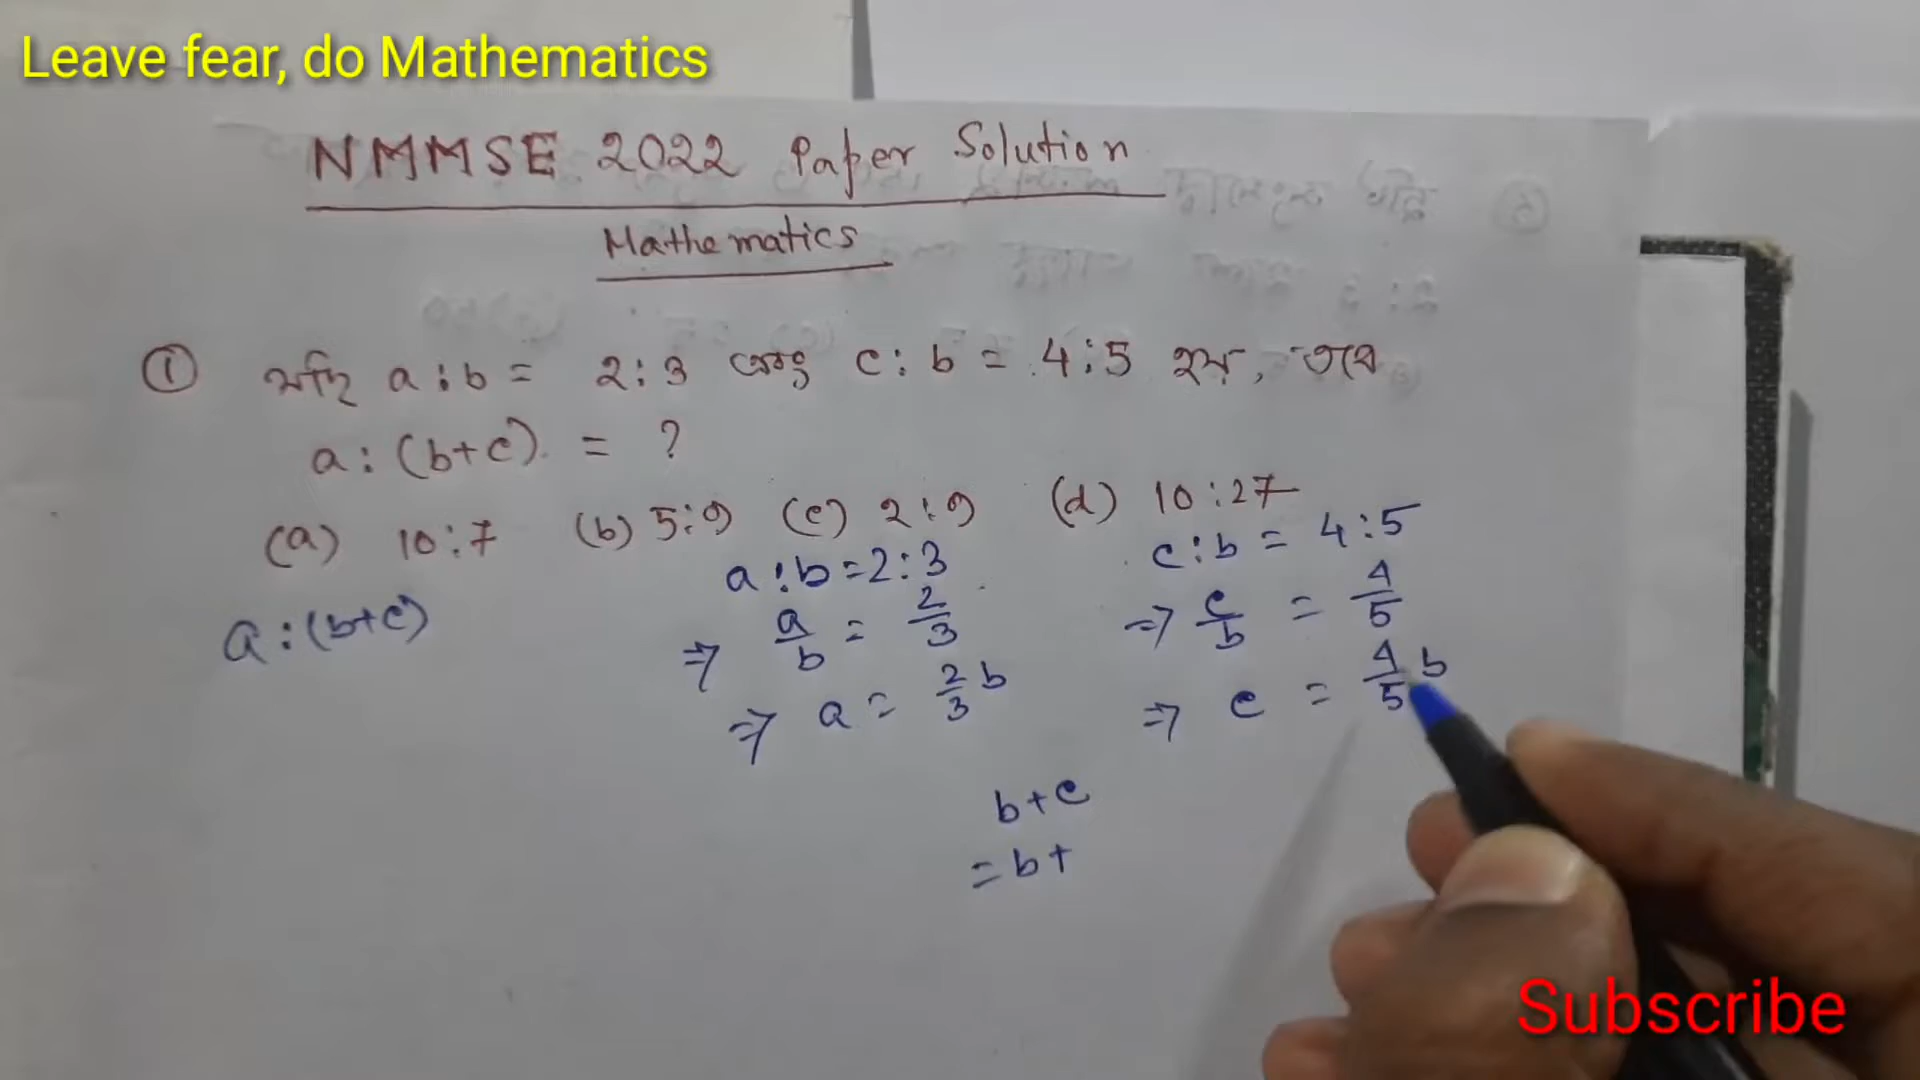 Leave fear, do Mathematics
NMMSE 2022 Paper Solution
Mathematics
① যদি a : b = 2 : 3 এবং c : b = 4 : 5 হয়, তবে
a : (b+c) = ?
(a) 10 : 7 (b) 5 : 9 (c) 2 : 9 (d) 10 : 27
a : b = 2 : 3
c : b = 4 : 5
a : (b+c)
⇒ a/b = 2/3
⇒ c/b = 4/5
⇒ a = 2/3 b
⇒ c = 4/5 b
b+c
= b+
Subscribe